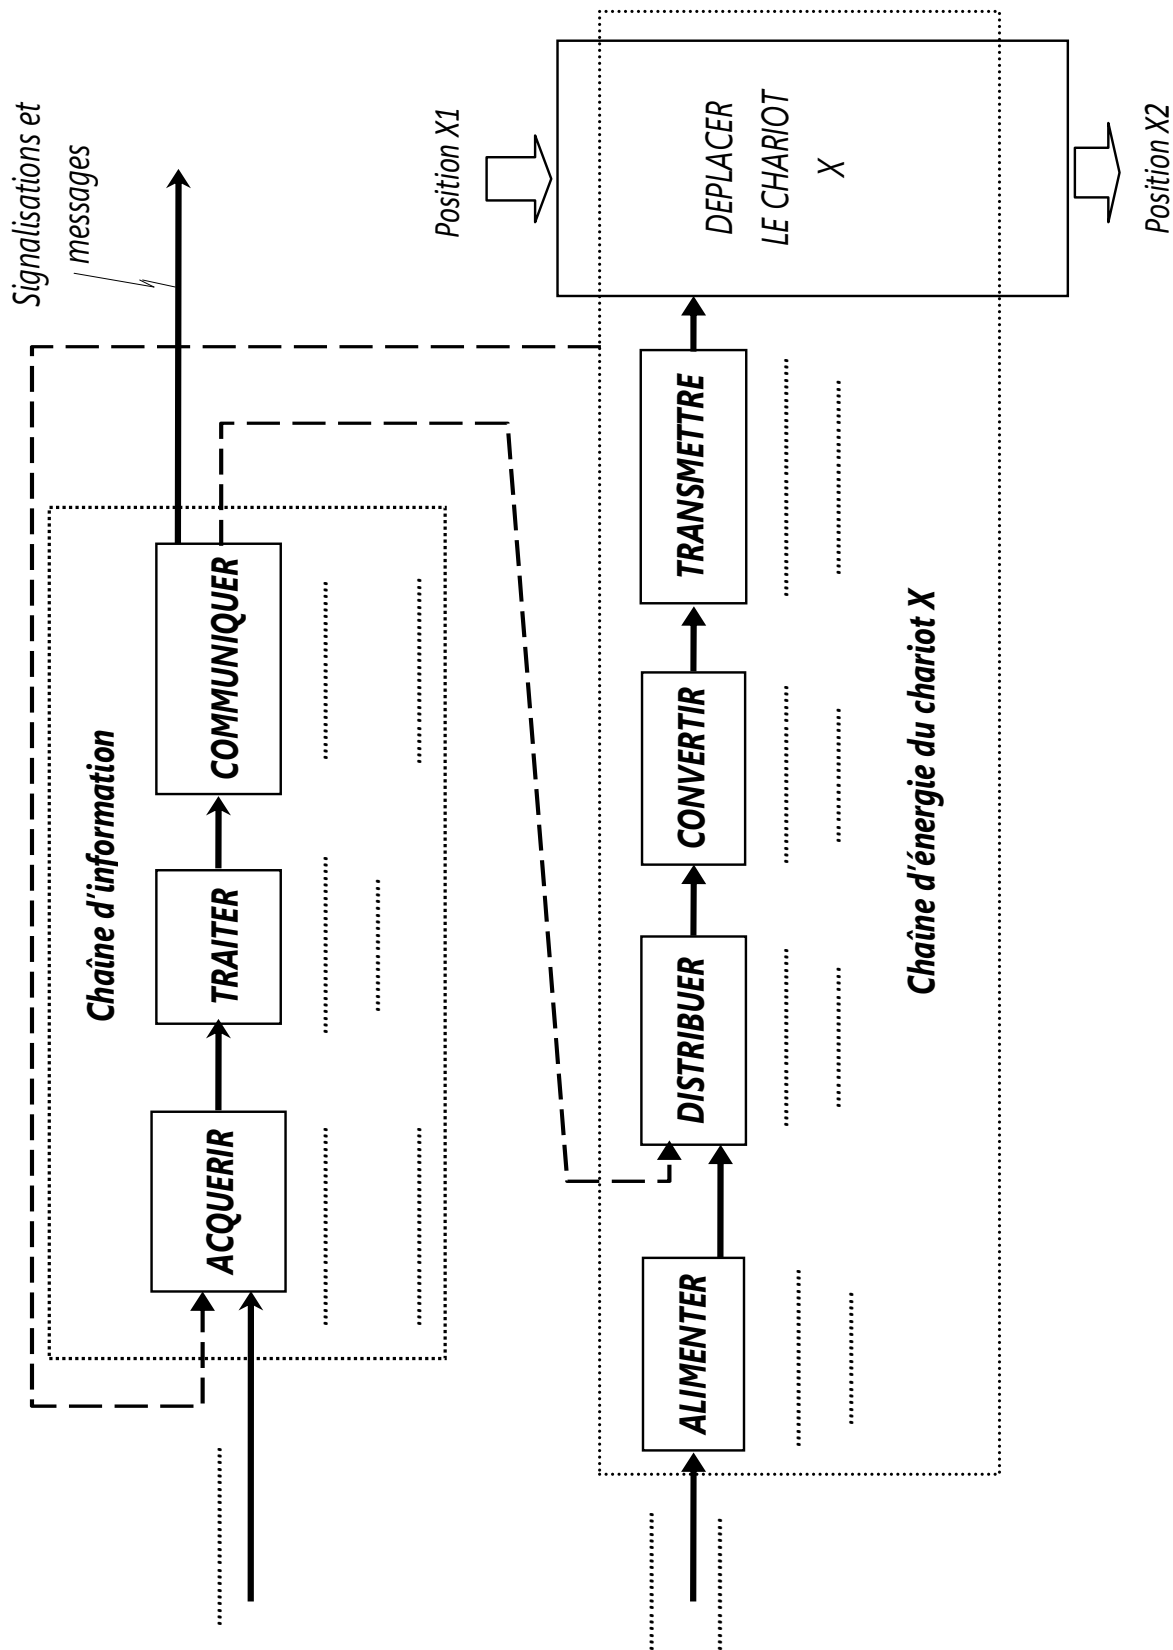 Signalisations et
messages
Chaîne d'information
ACQUERIR
TRAITER
COMMUNIQUER
Position X1
ALIMENTER
DISTRIBUER
CONVERTIR
TRANSMETTRE
DEPLACER
LE CHARIOT
X
Chaîne d'énergie du chariot X
Position X2